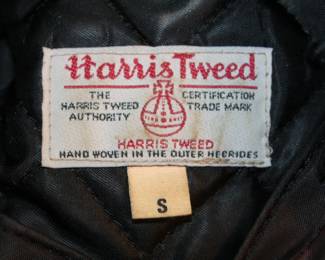 Harris Tweed
THE CERTIFICATION
HARRIS TWEED TRADE MARK
AUTHORITY
HARRIS TWEED
HAND WOVEN IN THE OUTER HEBRIDES
S